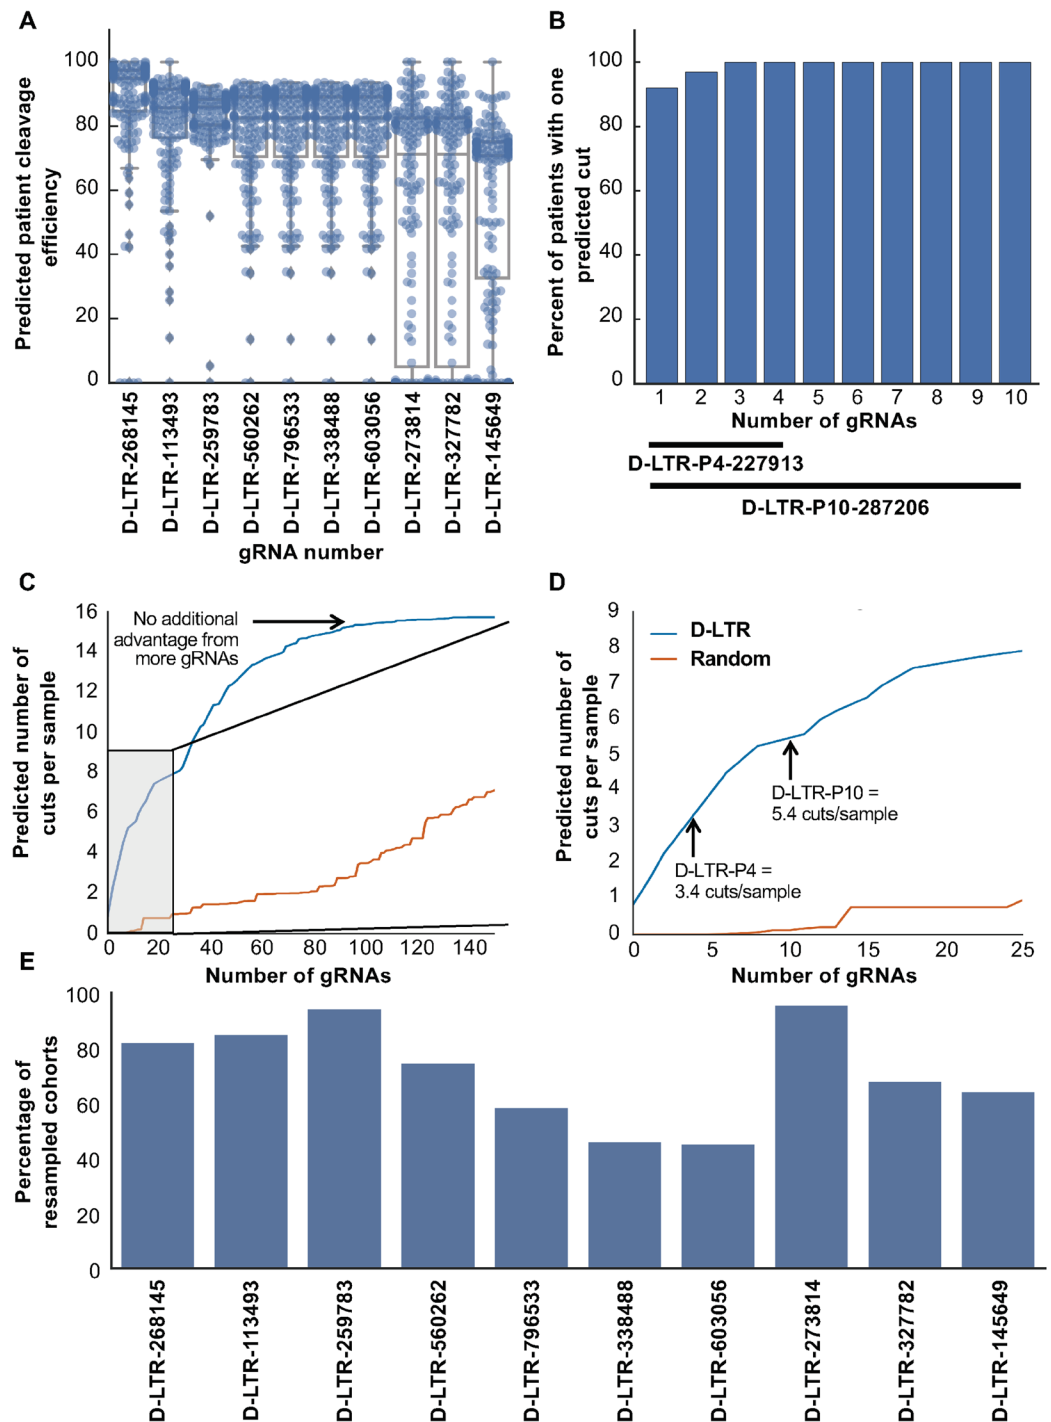 A
Predicted patient cleavage
efficiency
100
80
60
40
20
0
D-LTR-268145
D-LTR-113493
D-LTR-259783
D-LTR-560262
D-LTR-796533
D-LTR-338488
D-LTR-603056
D-LTR-273814
D-LTR-327782
D-LTR-145649
gRNA number
B
Percent of patients with one
predicted cut
100
80
60
40
20
0
1 2 3 4 5 6 7 8 9 10
Number of gRNAs
D-LTR-P4-227913
D-LTR-P10-287206
C
Predicted number of
cuts per sample
16
14
12
10
8
6
4
2
0
No additional
advantage from
more gRNAs
0 20 40 60 80 100 120 140
Number of gRNAs
D
Predicted number of
cuts per sample
9
8
7
6
5
4
3
2
1
0
D-LTR
Random
D-LTR-P10 =
5.4 cuts/sample
D-LTR-P4 =
3.4 cuts/sample
0 5 10 15 20 25
Number of gRNAs
E
Percentage of
resampled cohorts
100
80
60
40
20
0
D-LTR-268145
D-LTR-113493
D-LTR-259783
D-LTR-560262
D-LTR-796533
D-LTR-338488
D-LTR-603056
D-LTR-273814
D-LTR-327782
D-LTR-145649